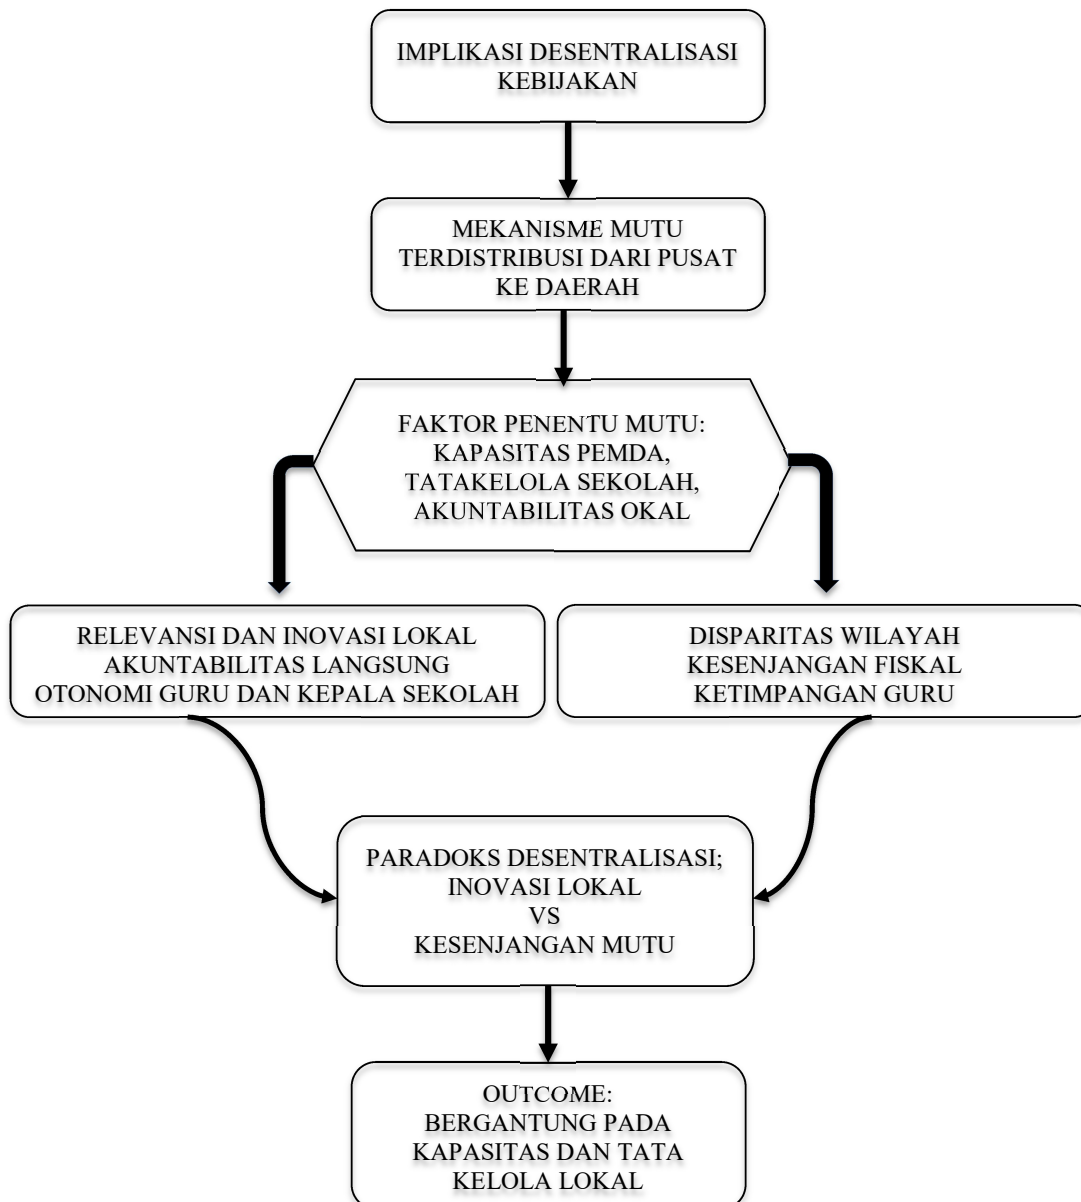 IMPLIKASI DESENTRALISASI
KEBIJAKAN
MEKANISME MUTU
TERDISTRIBUSI DARI PUSAT
KE DAERAH
FAKTOR PENENTU MUTU:
KAPASITAS PEMDA,
TATAKELOLA SEKOLAH,
AKUNTABILITAS OKAL
RELEVANSI DAN INOVASI LOKAL
AKUNTABILITAS LANGSUNG
OTONOMI GURU DAN KEPALA SEKOLAH
DISPARITAS WILAYAH
KESENJANGAN FISKAL
KETIMPANGAN GURU
PARADOKS DESENTRALISASI;
INOVASI LOKAL
VS
KESENJANGAN MUTU
OUTCOME:
BERGANTUNG PADA
KAPASITAS DAN TATA
KELOLA LOKAL